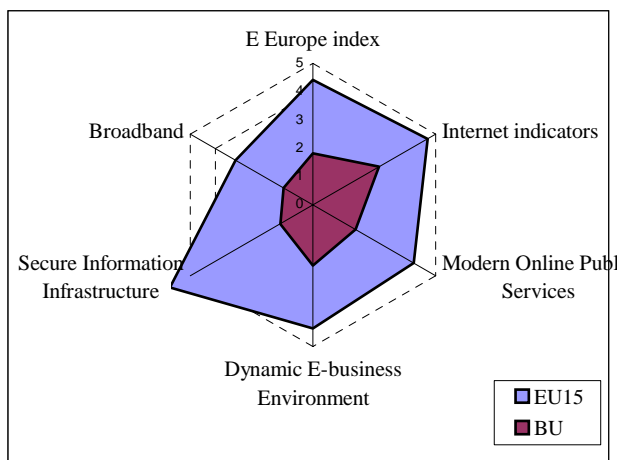 E Europe index
5
4
3
2
1
0
Broadband
Internet indicators
Secure Information
Infrastructure
Modern Online Publ
Services
Dynamic E-business
Environment
EU15
BU